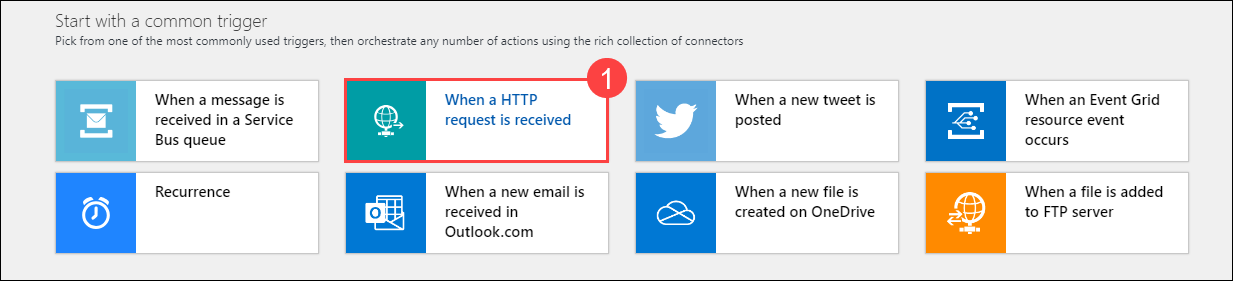 Start with a common trigger
Pick from one of the most commonly used triggers, then orchestrate any number of actions using the rich collection of connectors
1
When a message is
received in a Service
Bus queue
When a HTTP
request is received
When a new tweet is
posted
When an Event Grid
resource event
occurs
Recurrence
When a new email is
received in
Outlook.com
When a new file is
created on OneDrive
When a file is added
to FTP server